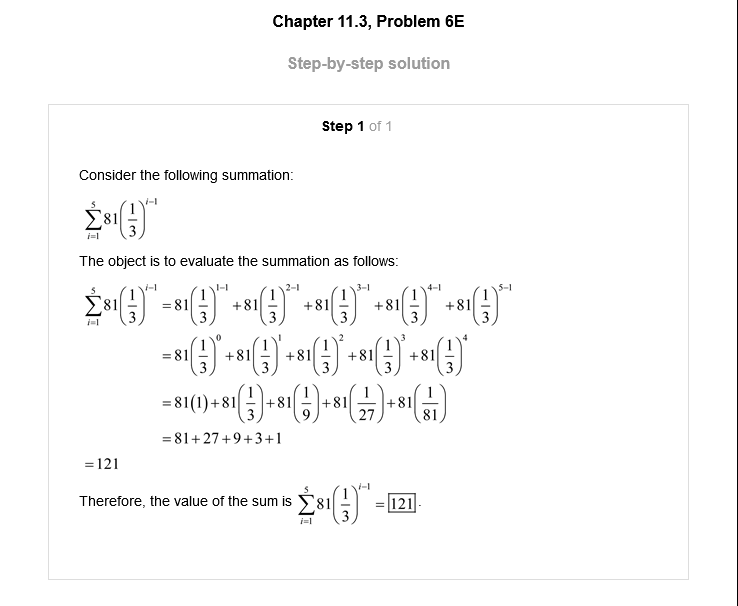 Chapter 11.3, Problem 6E
Step-by-step solution
Step 1 of 1
Consider the following summation:
$\sum_{i=1}^{5} 81\left(\frac{1}{3}\right)^{i-1}$
The object is to evaluate the summation as follows:
$\sum_{i=1}^{5} 81\left(\frac{1}{3}\right)^{i-1} = 81\left(\frac{1}{3}\right)^{1-1} + 81\left(\frac{1}{3}\right)^{2-1} + 81\left(\frac{1}{3}\right)^{3-1} + 81\left(\frac{1}{3}\right)^{4-1} + 81\left(\frac{1}{3}\right)^{5-1}$
$= 81\left(\frac{1}{3}\right)^{0} + 81\left(\frac{1}{3}\right)^{1} + 81\left(\frac{1}{3}\right)^{2} + 81\left(\frac{1}{3}\right)^{3} + 81\left(\frac{1}{3}\right)^{4}$
$= 81(1) + 81\left(\frac{1}{3}\right) + 81\left(\frac{1}{9}\right) + 81\left(\frac{1}{27}\right) + 81\left(\frac{1}{81}\right)$
$= 81 + 27 + 9 + 3 + 1$
$= 121$
Therefore, the value of the sum is $\sum_{i=1}^{5} 81\left(\frac{1}{3}\right)^{i-1} = \boxed{121}$.